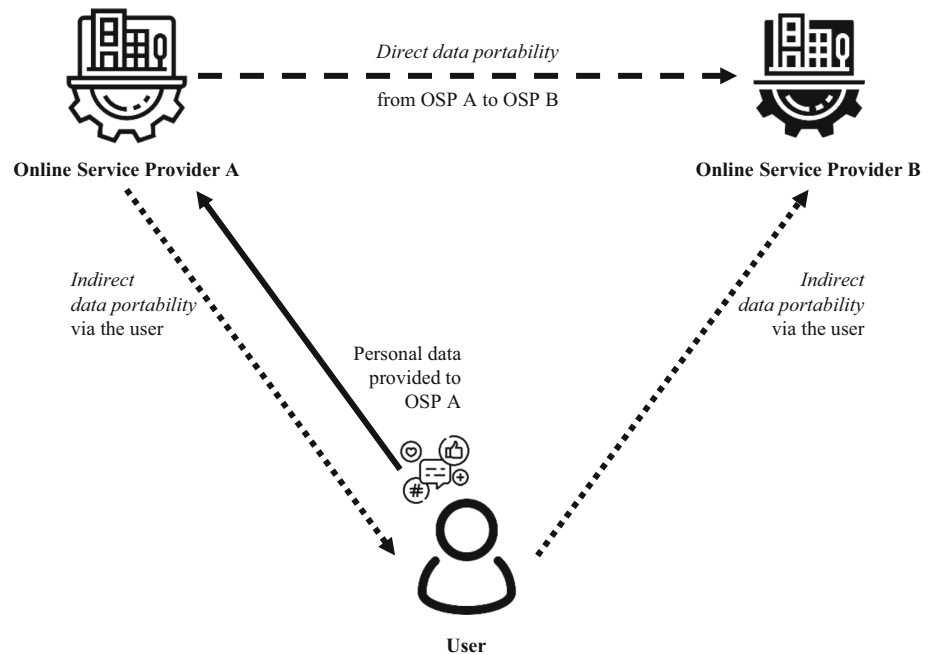 Direct data portability
from OSP A to OSP B
Online Service Provider A
Online Service Provider B
Indirect
data portability
via the user
Indirect
data portability
via the user
Personal data
provided to
OSP A
#
User